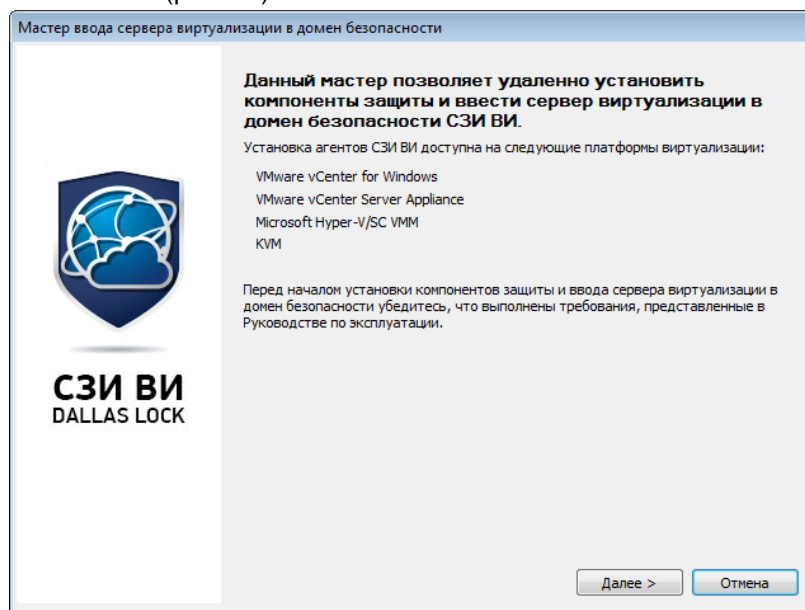 Мастер ввода сервера виртуализации в домен безопасности
Данный мастер позволяет удаленно установить
компоненты защиты и ввести сервер виртуализации в
домен безопасности СЗИ ВИ.
Установка агентов СЗИ ВИ доступна на следующие платформы виртуализации:
VMware vCenter for Windows
VMware vCenter Server Appliance
Microsoft Hyper-V/SC VMM
KVM
Перед началом установки компонентов защиты и ввода сервера виртуализации в
домен безопасности убедитесь, что выполнены требования, представленные в
Руководстве по эксплуатации.
СЗИ ВИ
DALLAS LOCK
Далее >
Отмена